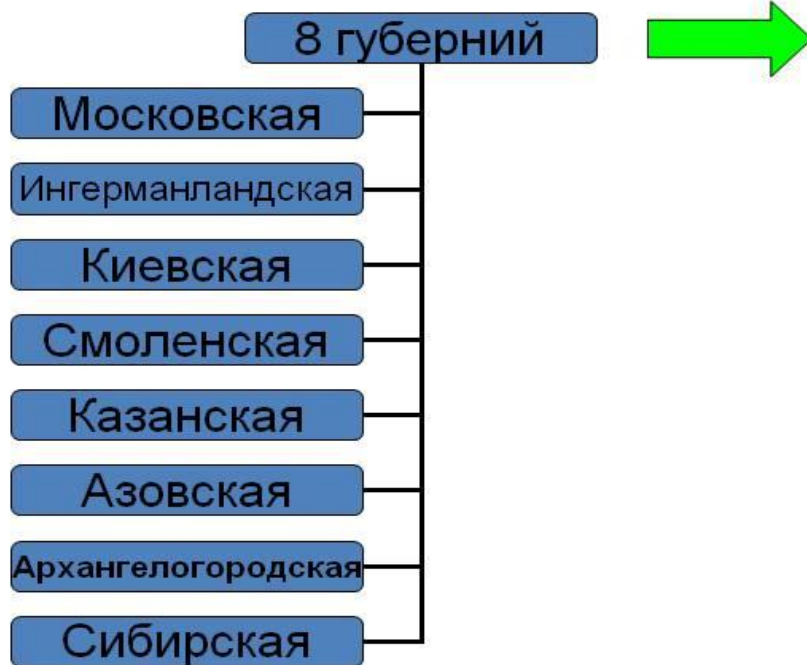 8 губерний
Московская
Ингерманландская
Киевская
Смоленская
Казанская
Азовская
Архангелогородская
Сибирская